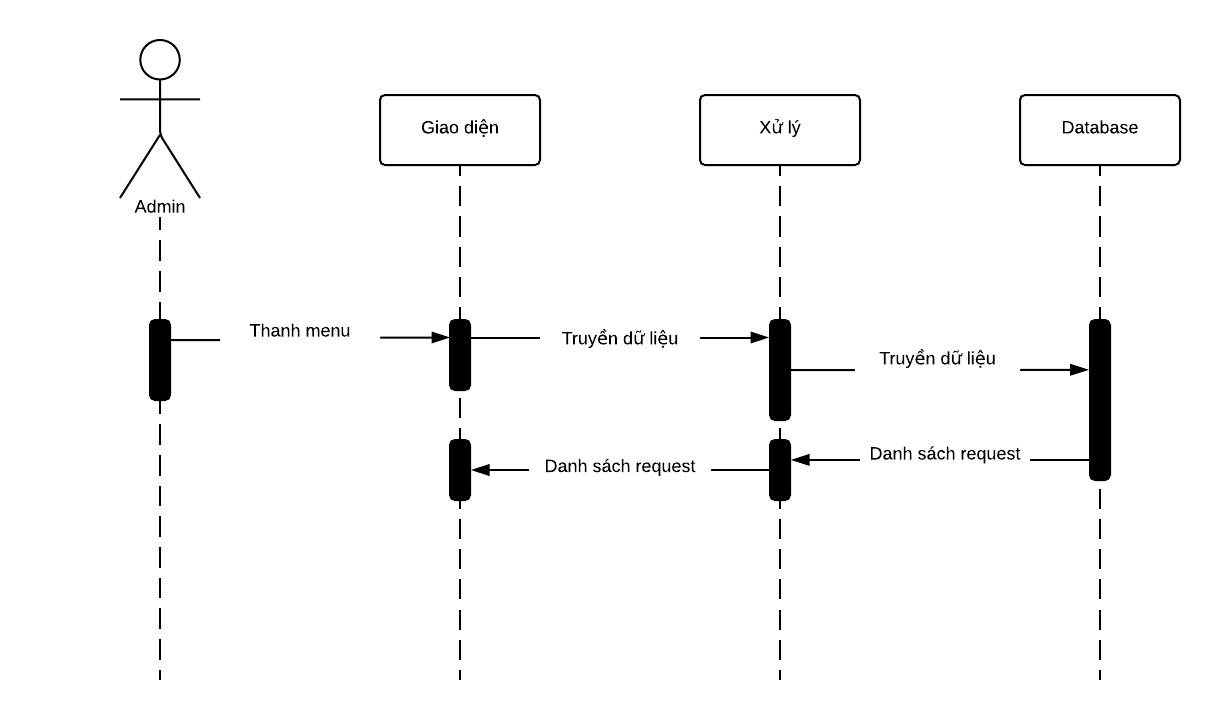 Giao diện
Xử lý
Database
Admin
Thanh menu
Truyền dữ liệu
Truyền dữ liệu
Danh sách request
Danh sách request